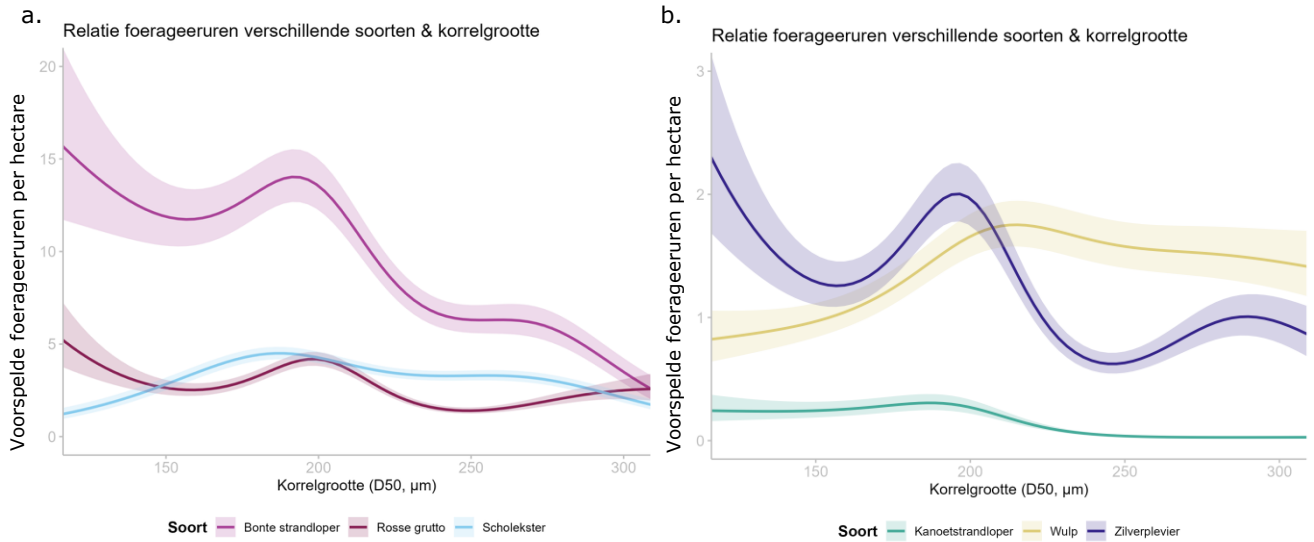 a.
Relatie foerageeruren verschillende soorten & korrelgrootte
Voorspelde foerageeruren per hectare
20
15
10
5
0
150
200
250
300
Korrelgrootte (D50, μm)
Soort
Bonte strandloper
Rosse grutto
Scholekster
b.
Relatie foerageeruren verschillende soorten & korrelgrootte
Voorspelde foerageeruren per hectare
3
2
1
0
150
200
250
300
Korrelgrootte (D50, μm)
Soort
Kanoetstrandloper
Wulp
Zilverplevier